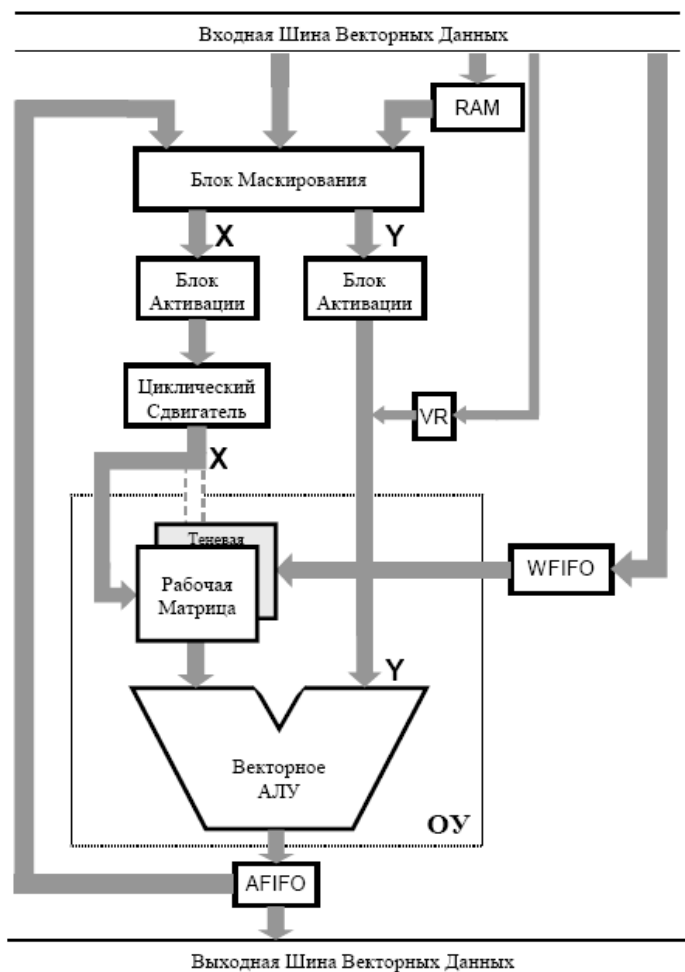 Входная Шина Векторных Данных
RAM
Блок Маскирования
X
Y
Блок
Активации
Блок
Активации
Циклический
Сдвигатель
VR
X
Теневая
Рабочая
Матрица
WFIFO
Y
Векторное
АЛУ
ОУ
AFIFO
Выходная Шина Векторных Данных